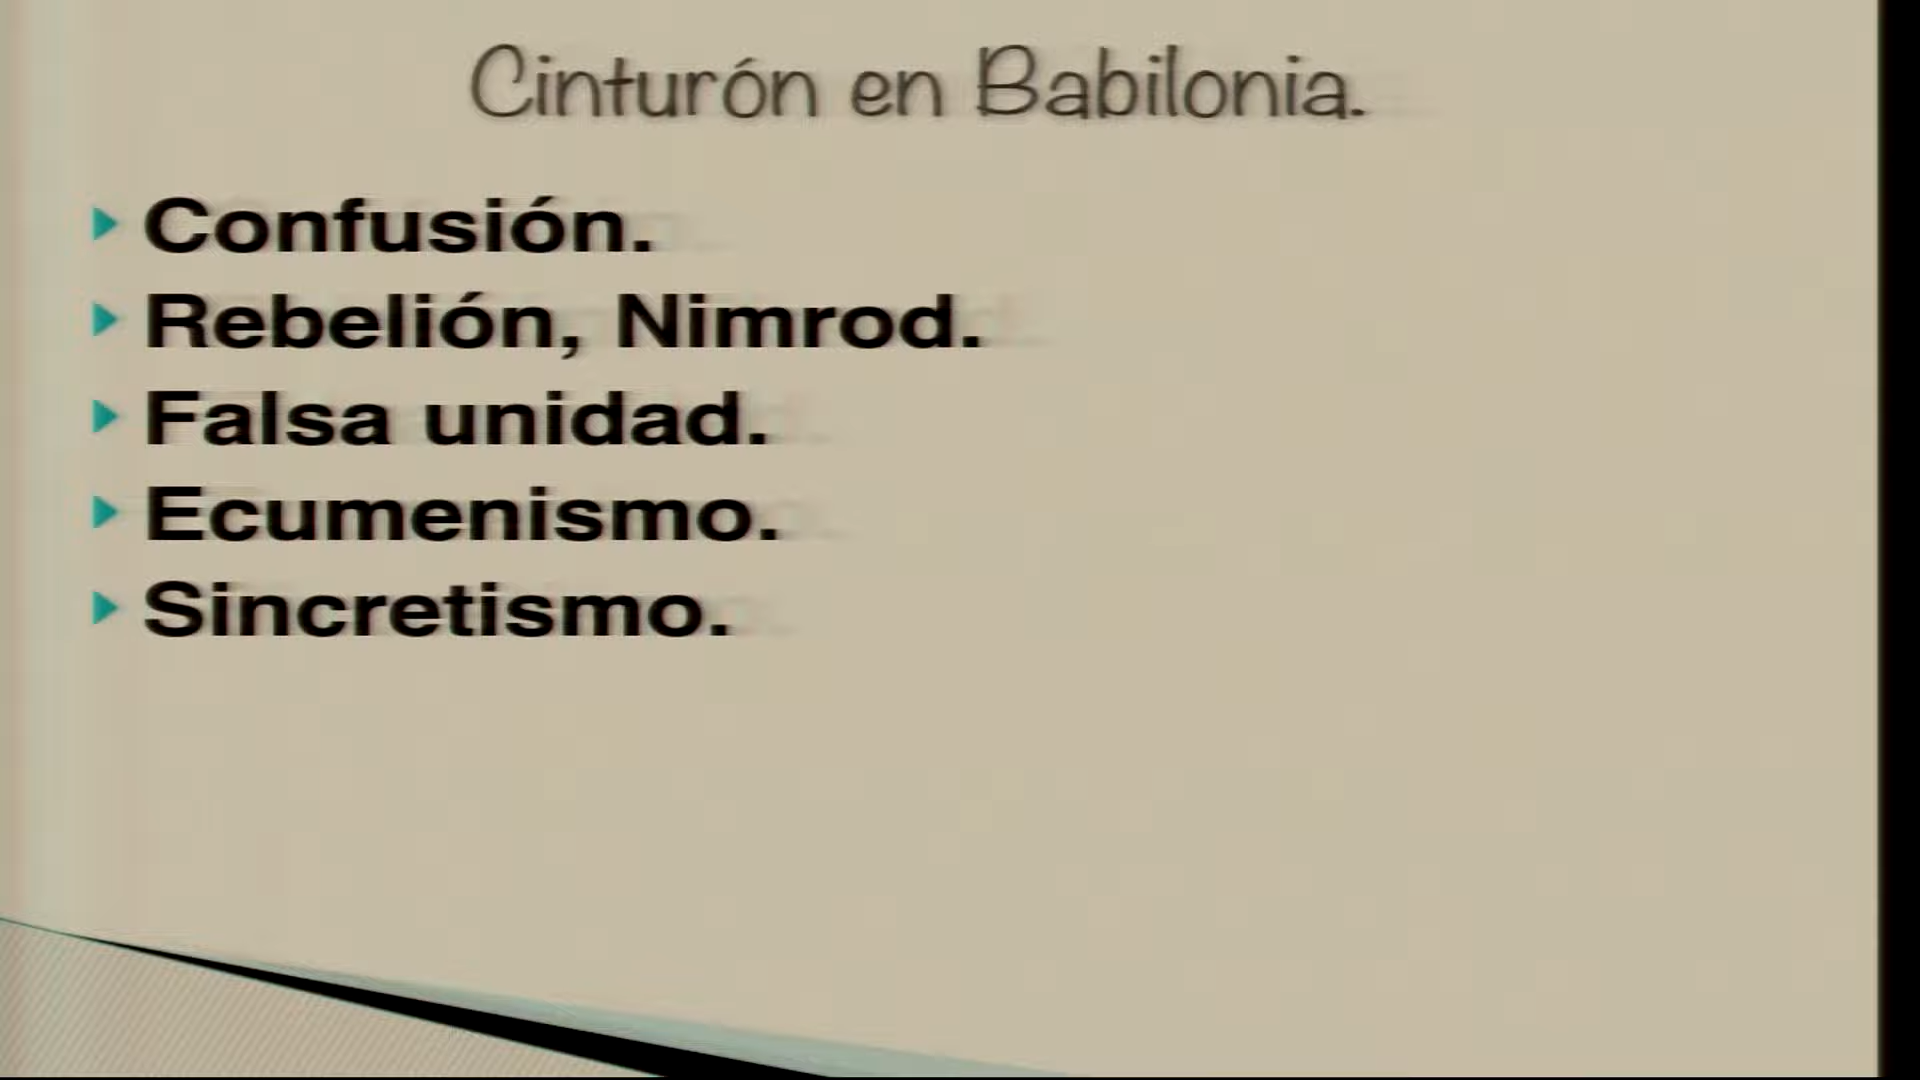 Cinturón en Babilonia.
Confusión.
Rebelión, Nimrod.
Falsa unidad.
Ecumenismo.
Sincretismo.